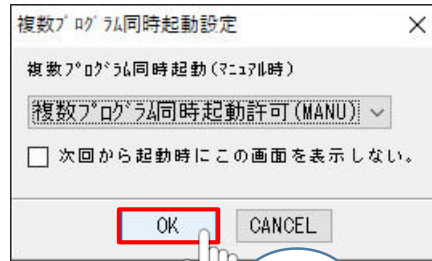 複数ﾌﾟﾛｸﾞﾗﾑ同時起動設定
複数ﾌﾟﾛｸﾞﾗﾑ同時起動(ﾏﾆｭｱﾙ時)
複数ﾌﾟﾛｸﾞﾗﾑ同時起動許可(MANU)
次回から起動時にこの画面を表示しない。
OK CANCEL